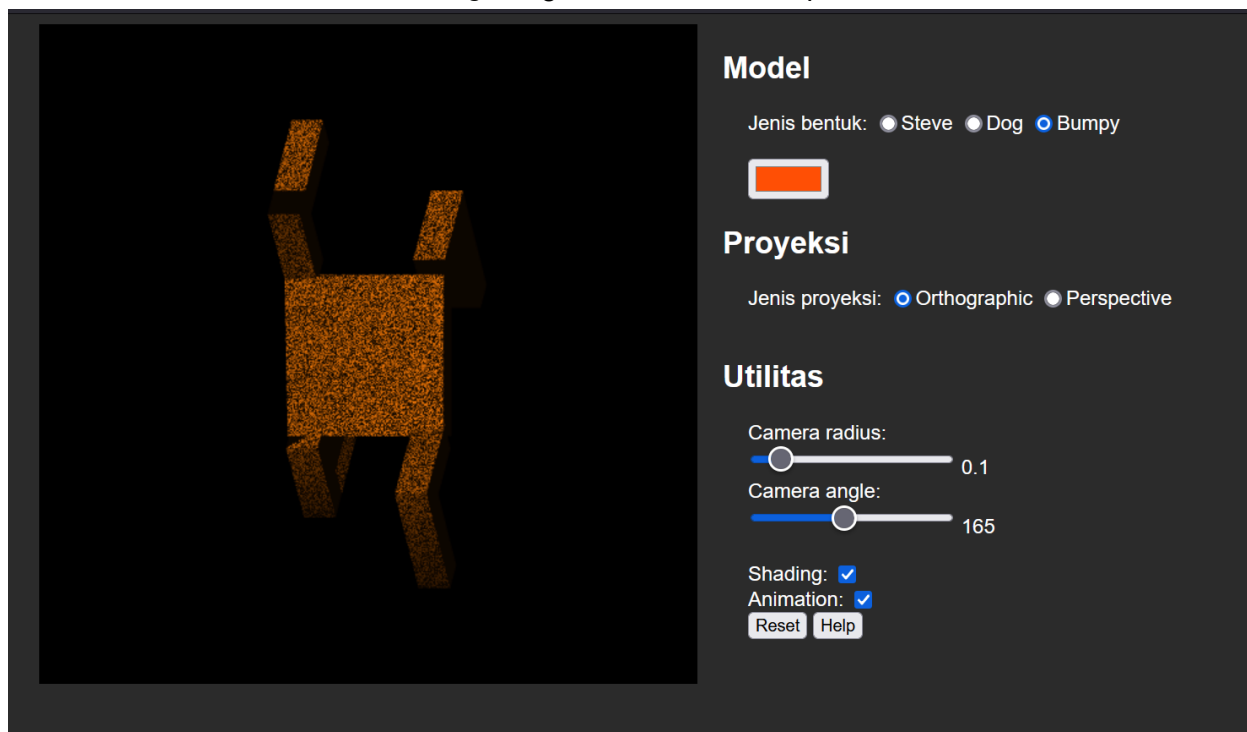 Model
Jenis bentuk: Steve Dog Bumpy
Proyeksi
Jenis proyeksi: Orthographic Perspective
Utilitas
Camera radius:
0.1
Camera angle:
165
Shading:
Animation:
Reset Help